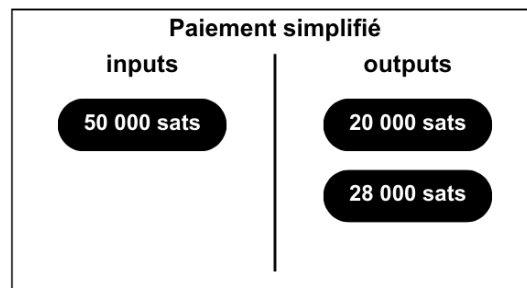 Paiement simplifié
inputs
outputs
50 000 sats
20 000 sats
28 000 sats